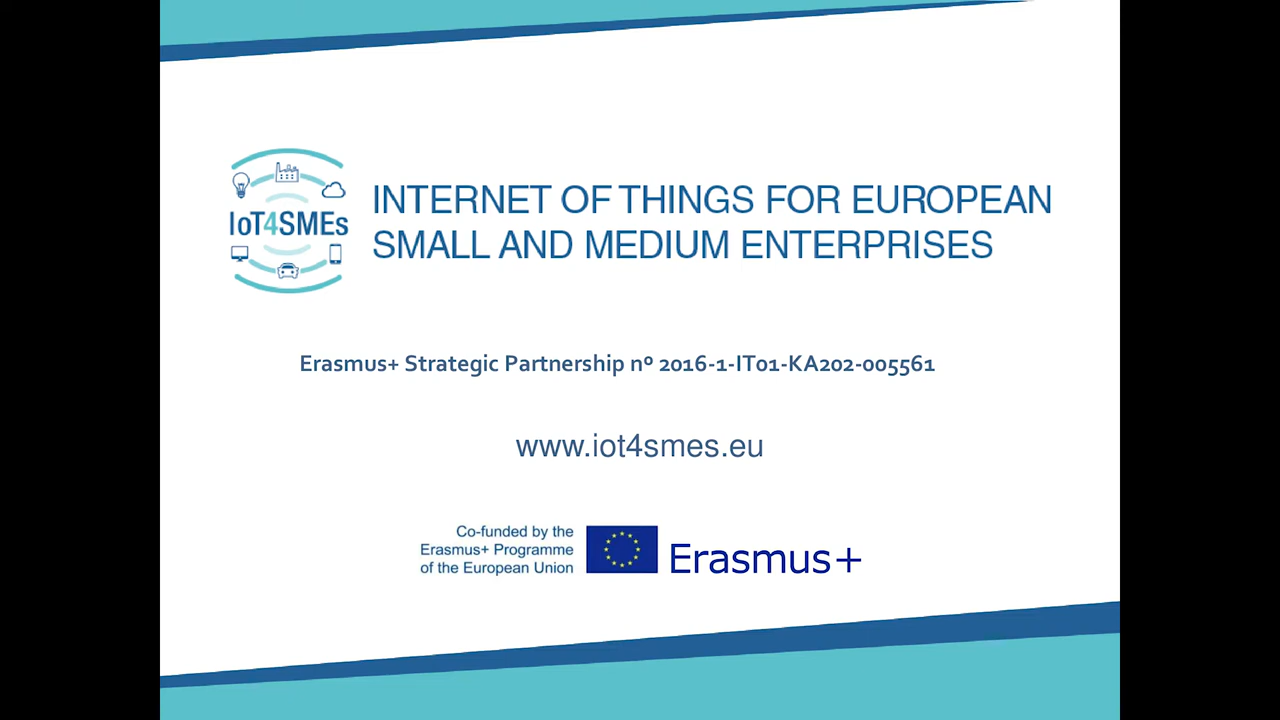 IoT4SMEs
INTERNET OF THINGS FOR EUROPEAN
SMALL AND MEDIUM ENTERPRISES
Erasmus+ Strategic Partnership nº 2016-1-IT01-KA202-005561
www.iot4smes.eu
Co-funded by the
Erasmus+ Programme
of the European Union
Erasmus+